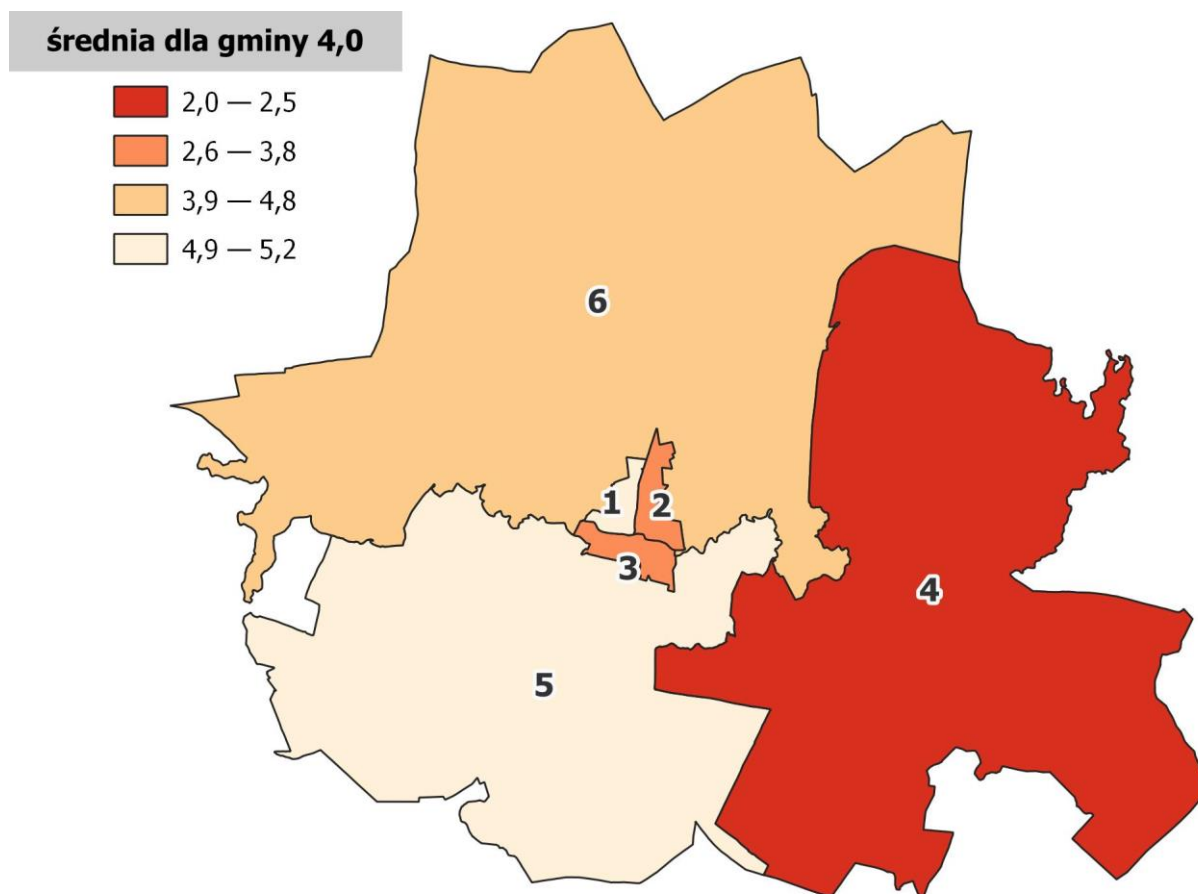 średnia dla gminy 4,0
2,0 — 2,5
2,6 — 3,8
3,9 — 4,8
4,9 — 5,2
6
1
2
3
4
5